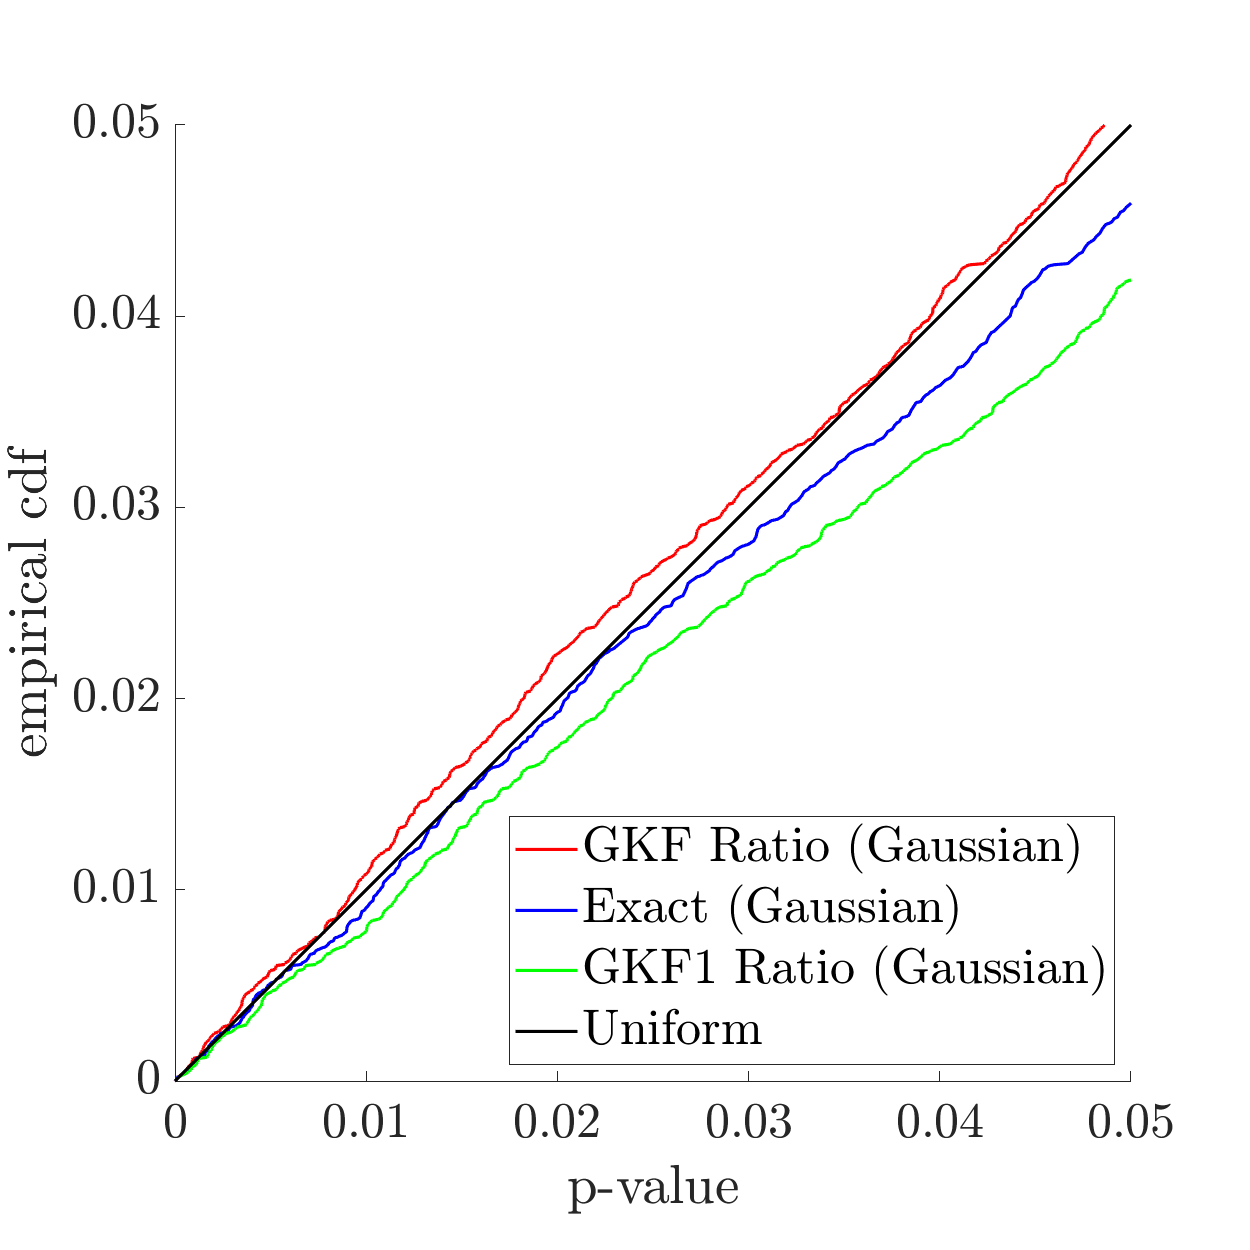 0.05
0.04
0.03
0.02
0.01
0
empirical cdf
GKF Ratio (Gaussian)
Exact (Gaussian)
GKF1 Ratio (Gaussian)
Uniform
0 0.01 0.02 0.03 0.04 0.05
p-value